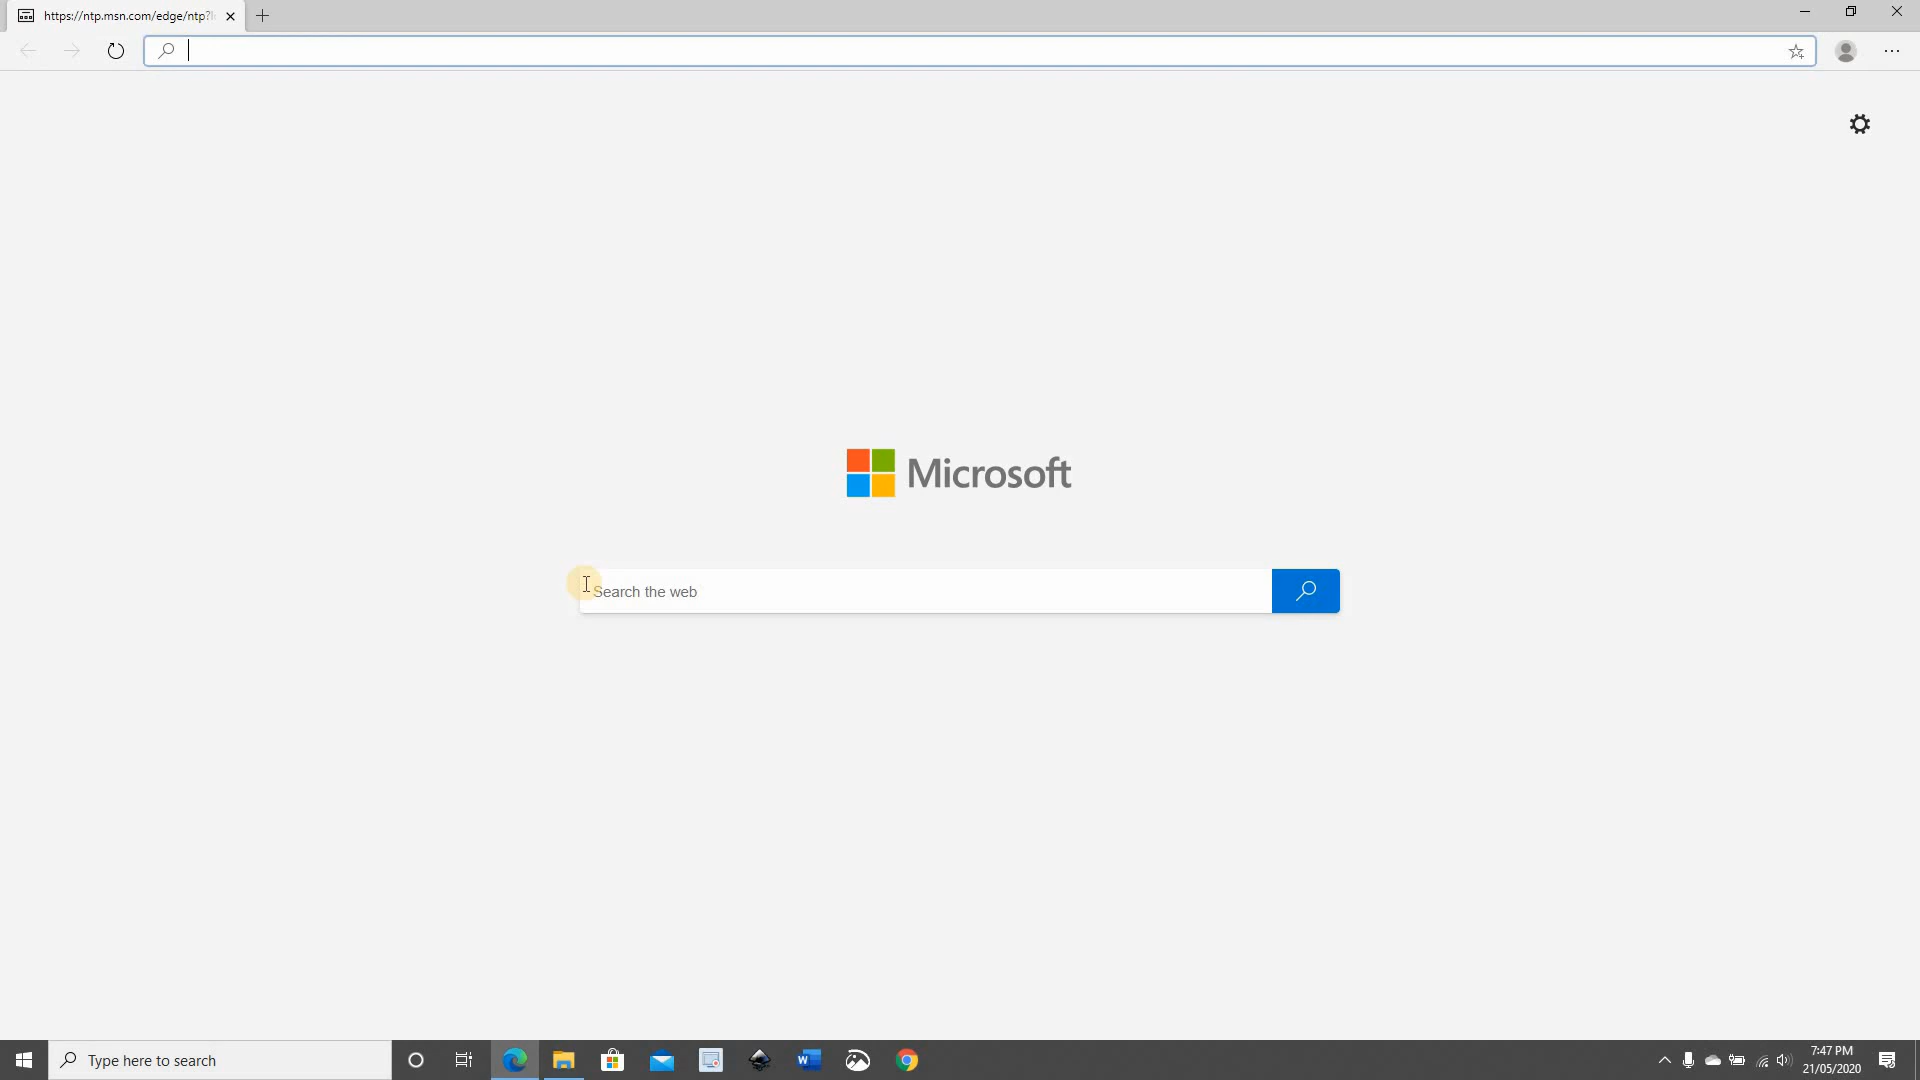 https://ntp.msn.com/edge/ntp?l
Microsoft
Search the web
Type here to search
7:47 PM
21/05/2020